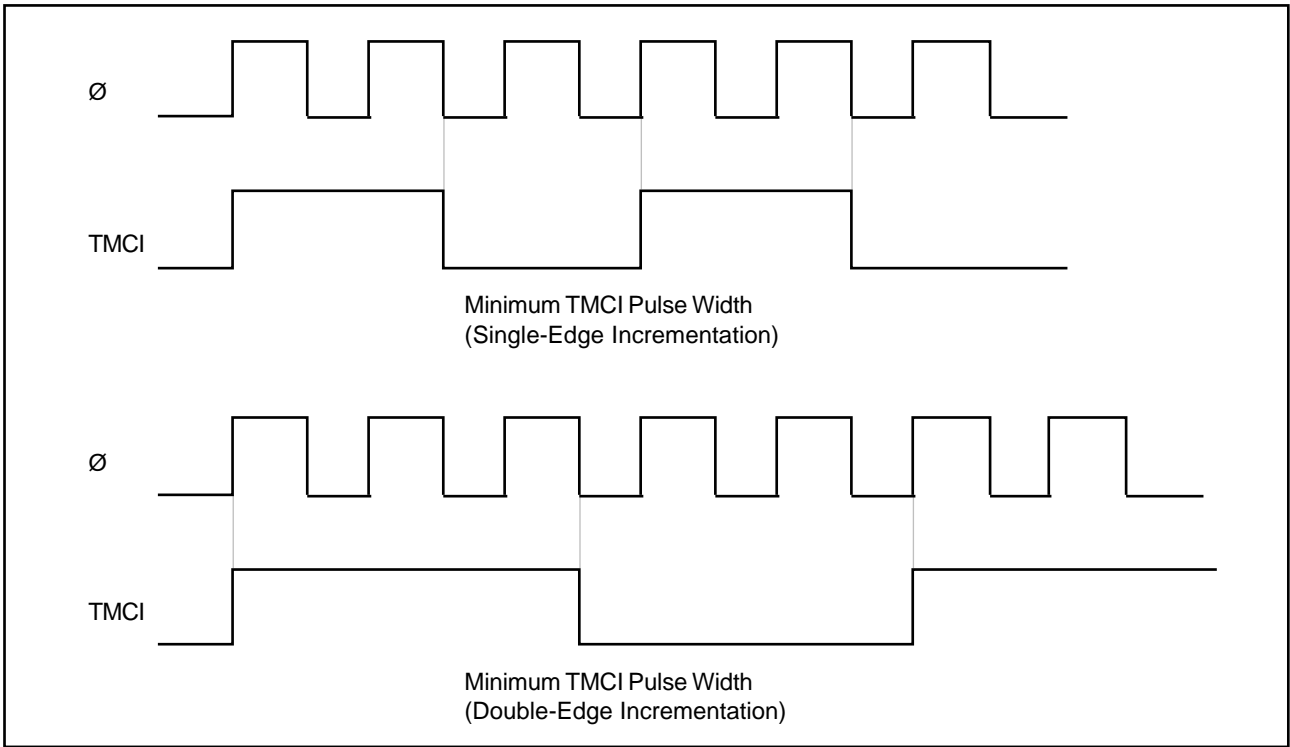 Ø
TMCI
Minimum TMCI Pulse Width
(Single-Edge Incrementation)
Ø
TMCI
Minimum TMCI Pulse Width
(Double-Edge Incrementation)